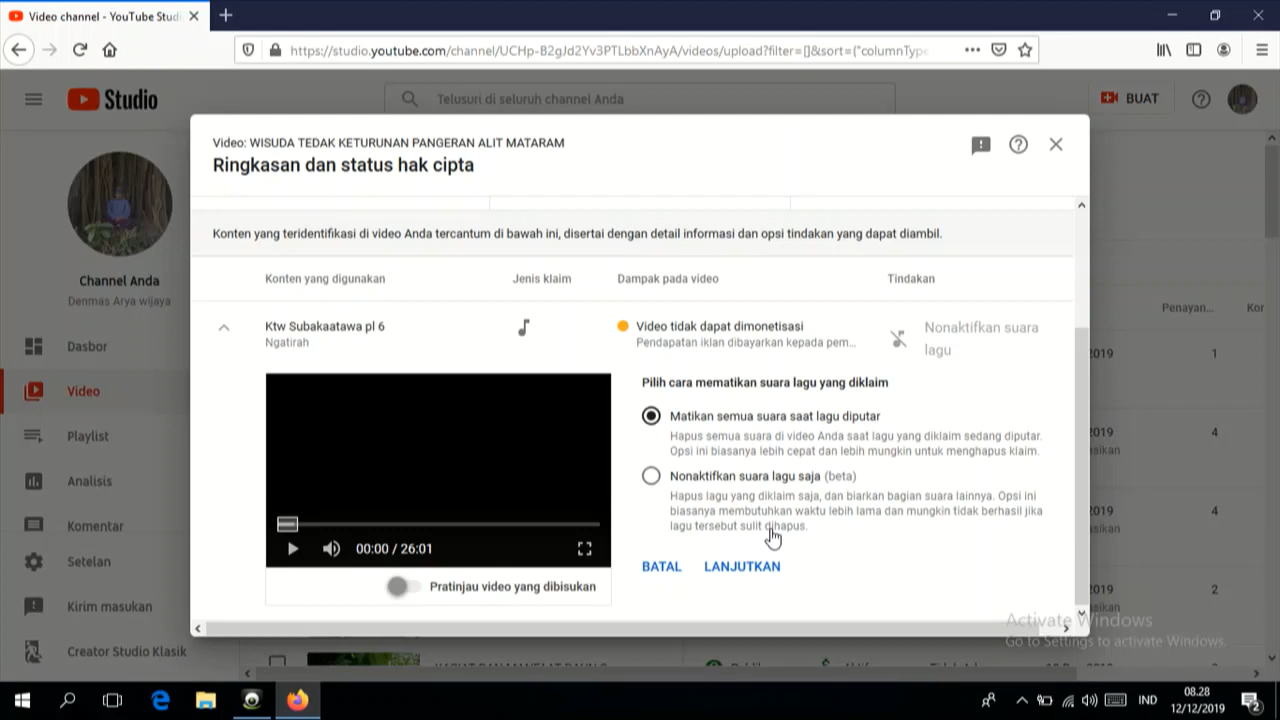 Video channel - YouTube Studi
https://studio.youtube.com/channel/UCHp-B2gJd2Yv3PTLbbXnAyA/videos/upload?filter=[]&sort={"columnType
Studio
Telusuri di seluruh channel Anda
BUAT
Video: WISUDA TEDAK KETURUNAN PANGERAN ALIT MATARAM
Ringkasan dan status hak cipta
Konten yang teridentifikasi di video Anda tercantum di bawah ini, disertai dengan detail informasi dan opsi tindakan yang dapat diambil.
Konten yang digunakan
Jenis klaim
Dampak pada video
Tindakan
Ktw Subakaatawa pl 6
Ngatirah
Video tidak dapat dimonetisasi
Pendapatan iklan dibayarkan kepada pem...
Nonaktifkan suara
lagu
Pilih cara mematikan suara lagu yang diklaim
Matikan semua suara saat lagu diputar
Hapus semua suara di video Anda saat lagu yang diklaim sedang diputar.
Opsi ini biasanya lebih cepat dan lebih mungkin untuk menghapus klaim.
Nonaktifkan suara lagu saja (beta)
Hapus lagu yang diklaim saja, dan biarkan bagian suara lainnya. Opsi ini
biasanya membutuhkan waktu lebih lama dan mungkin tidak berhasil jika
lagu tersebut sulit dihapus.
00:00 / 26:01
Pratinjau video yang dibisukan
BATAL
LANJUTKAN
Channel Anda
Denmas Arya wijaya
Dasbor
Video
Playlist
Analisis
Komentar
Setelan
Kirim masukan
Creator Studio Klasik
Penayan...
Kor
2019
1
2019
4
sikan
2019
4
sikan
2019
2
sikan
Activate Windows
Go to Settings to activate Windows.
IND
08.28
12/12/2019
2